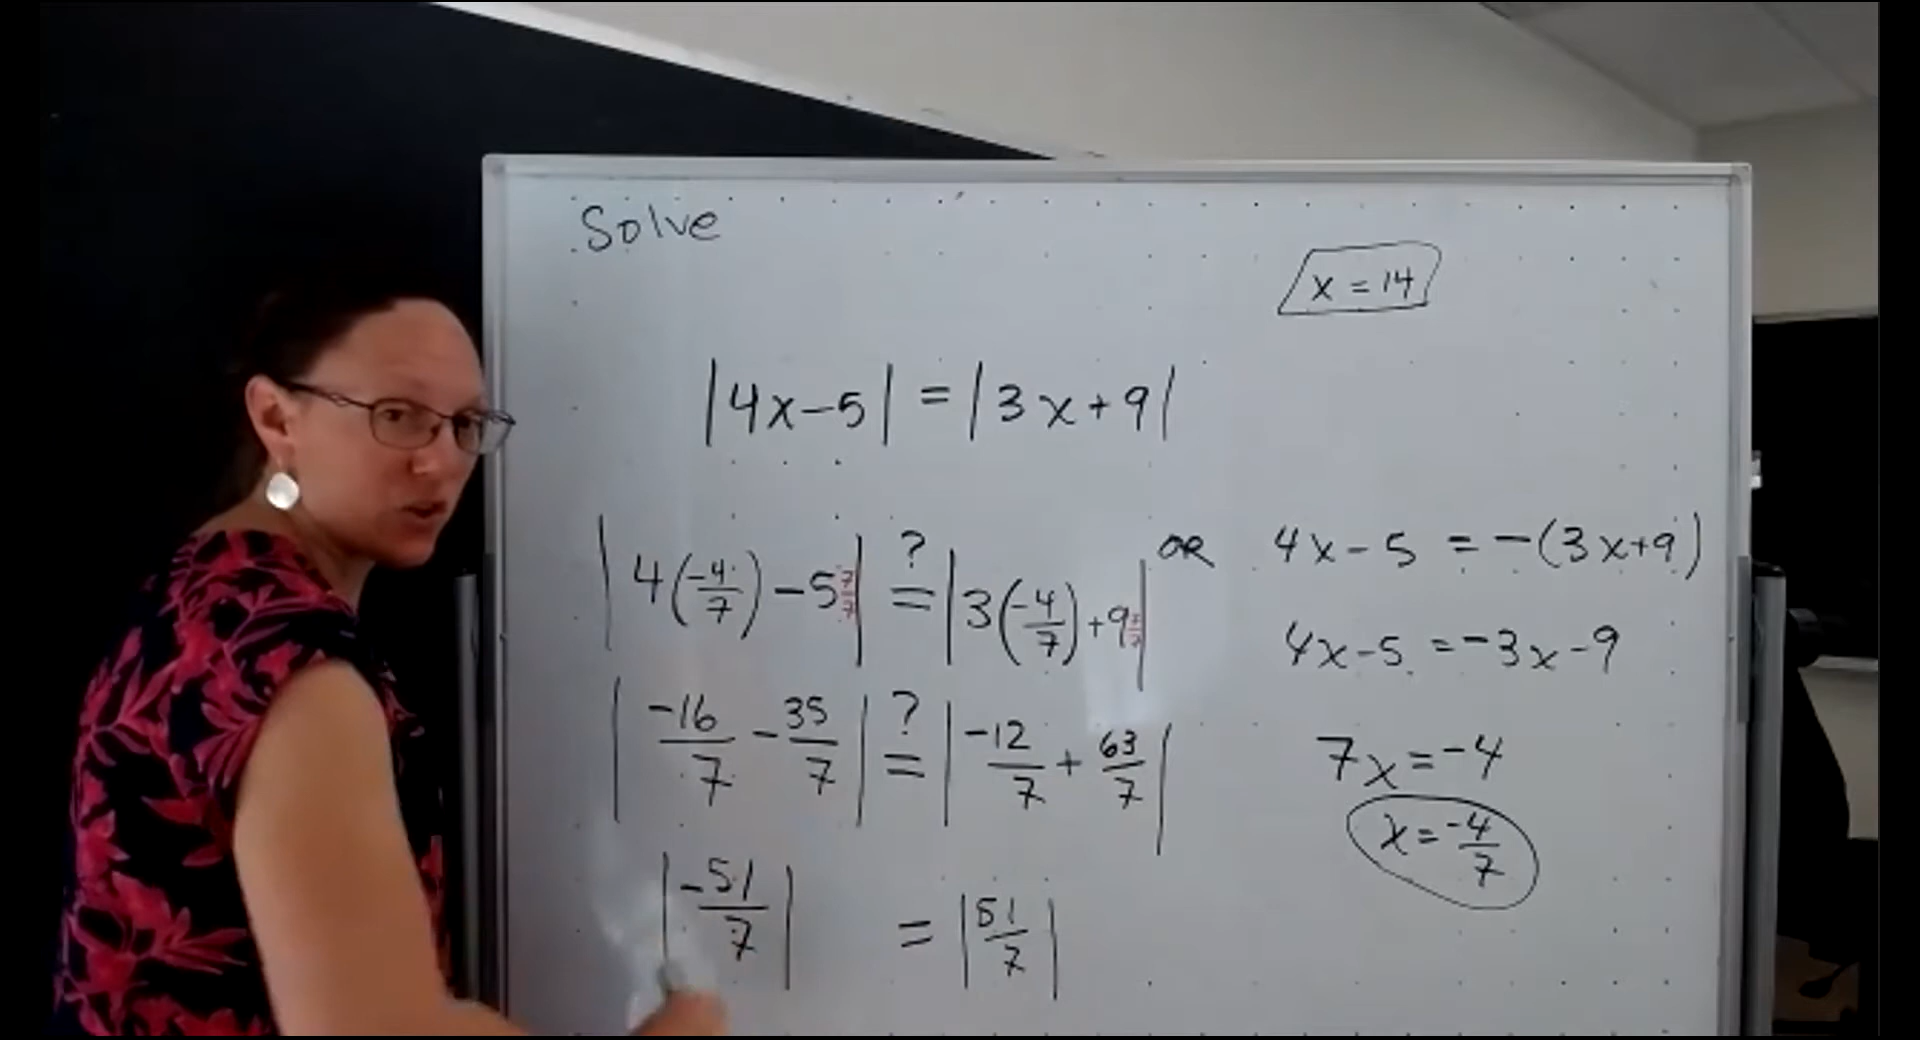 Solve
x = 14
|4x-5| = |3x+9|
|4(-4/7) - 5 7/7| ?= |3(-4/7) + 9 7/7| OR 4x-5 = -(3x+9)
4x-5 = -3x-9
|-16/7 - 35/7| ?= |-12/7 + 63/7|
7x = -4
x = -4/7
|-51/7| = |51/7|